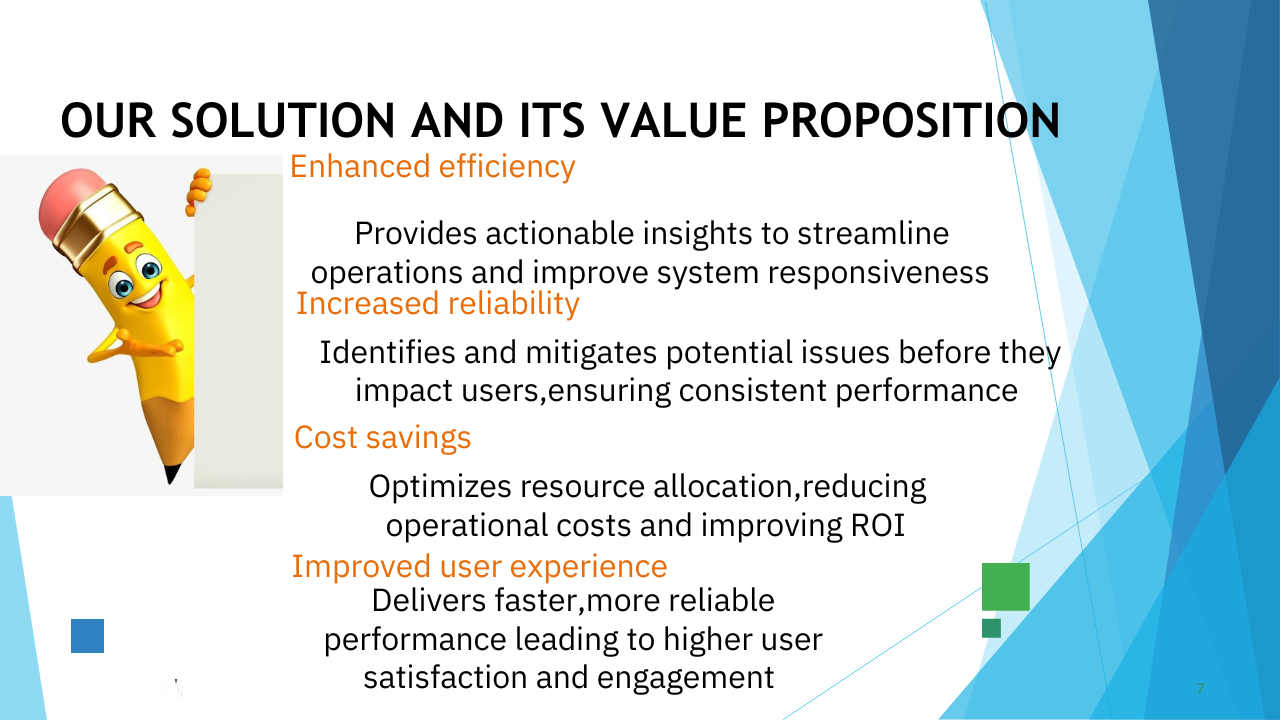 OUR SOLUTION AND ITS VALUE PROPOSITION
Enhanced efficiency
Provides actionable insights to streamline
operations and improve system responsiveness
Increased reliability
Identifies and mitigates potential issues before they
impact users,ensuring consistent performance
Cost savings
Optimizes resource allocation,reducing
operational costs and improving ROI
Improved user experience
Delivers faster,more reliable
performance leading to higher user
satisfaction and engagement
7